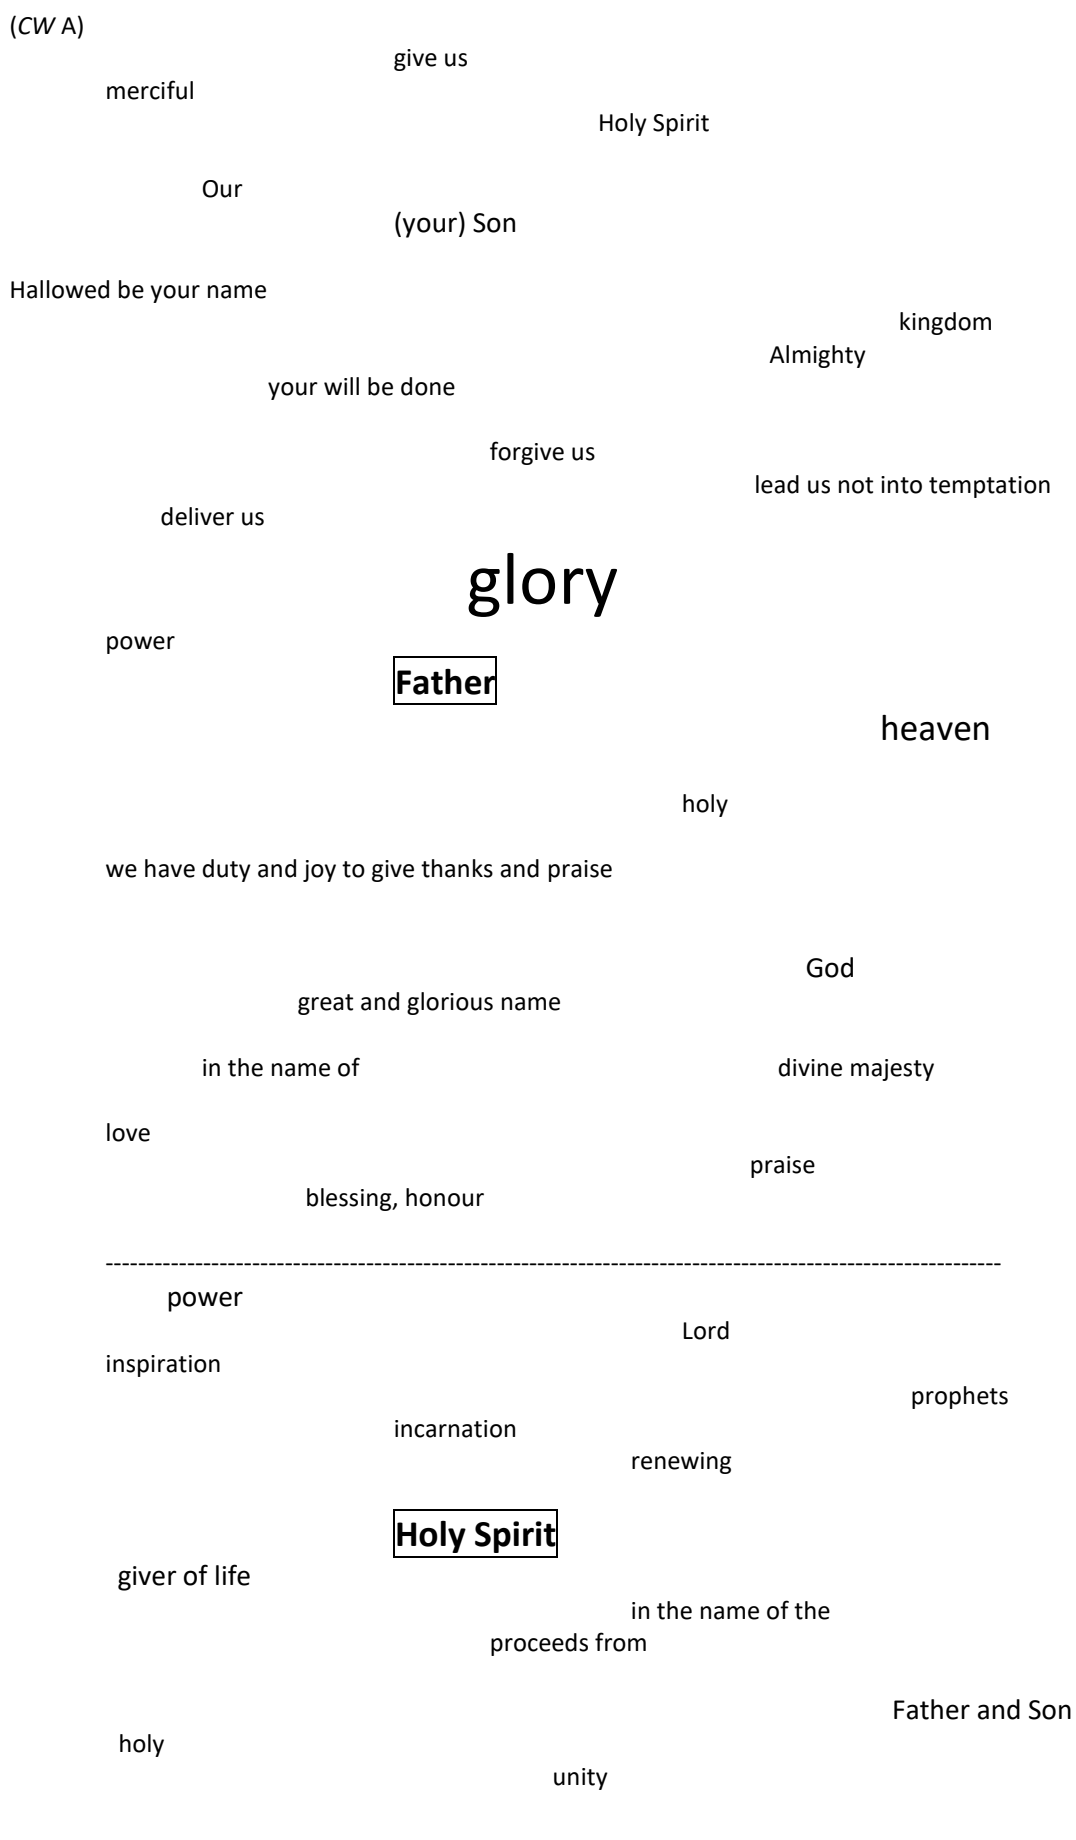 (CW A)
give us
merciful
Holy Spirit
Our
(your) Son
Hallowed be your name
kingdom
Almighty
your will be done
forgive us
lead us not into temptation
deliver us
glory
power
Father
heaven
holy
we have duty and joy to give thanks and praise
God
great and glorious name
in the name of divine majesty
love
praise
blessing, honour
--------------------------------------------------------------------------------------------------------------
power
Lord
inspiration
prophets
incarnation
renewing
Holy Spirit
giver of life
in the name of the
proceeds from
Father and Son
holy
unity